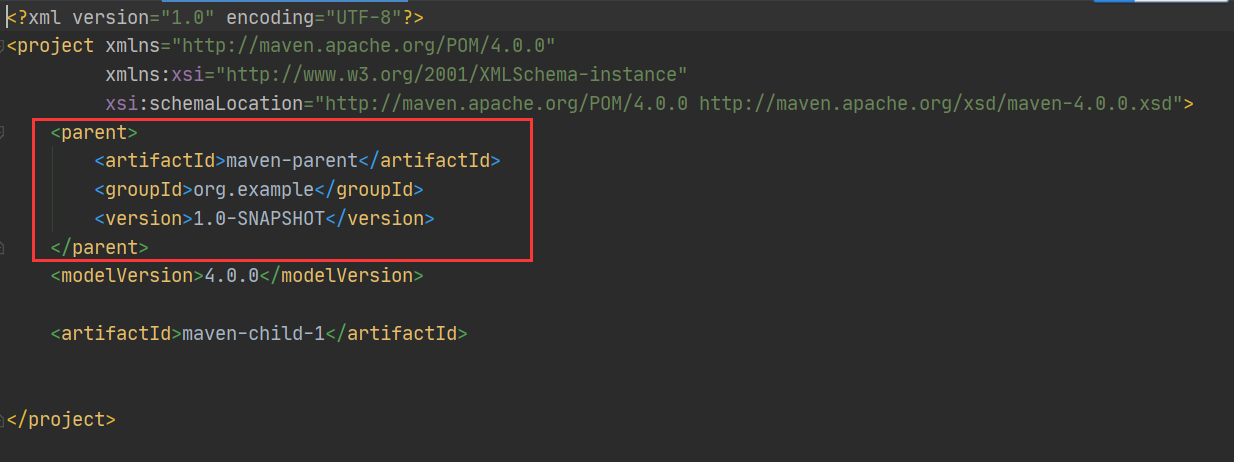 <?xml version="1.0" encoding="UTF-8"?>
<project xmlns="http://maven.apache.org/POM/4.0.0"
xmlns:xsi="http://www.w3.org/2001/XMLSchema-instance"
xsi:schemaLocation="http://maven.apache.org/POM/4.0.0 http://maven.apache.org/xsd/maven-4.0.0.xsd">
<parent>
<artifactId>maven-parent</artifactId>
<groupId>org.example</groupId>
<version>1.0-SNAPSHOT</version>
</parent>
<modelVersion>4.0.0</modelVersion>
<artifactId>maven-child-1</artifactId>
</project>